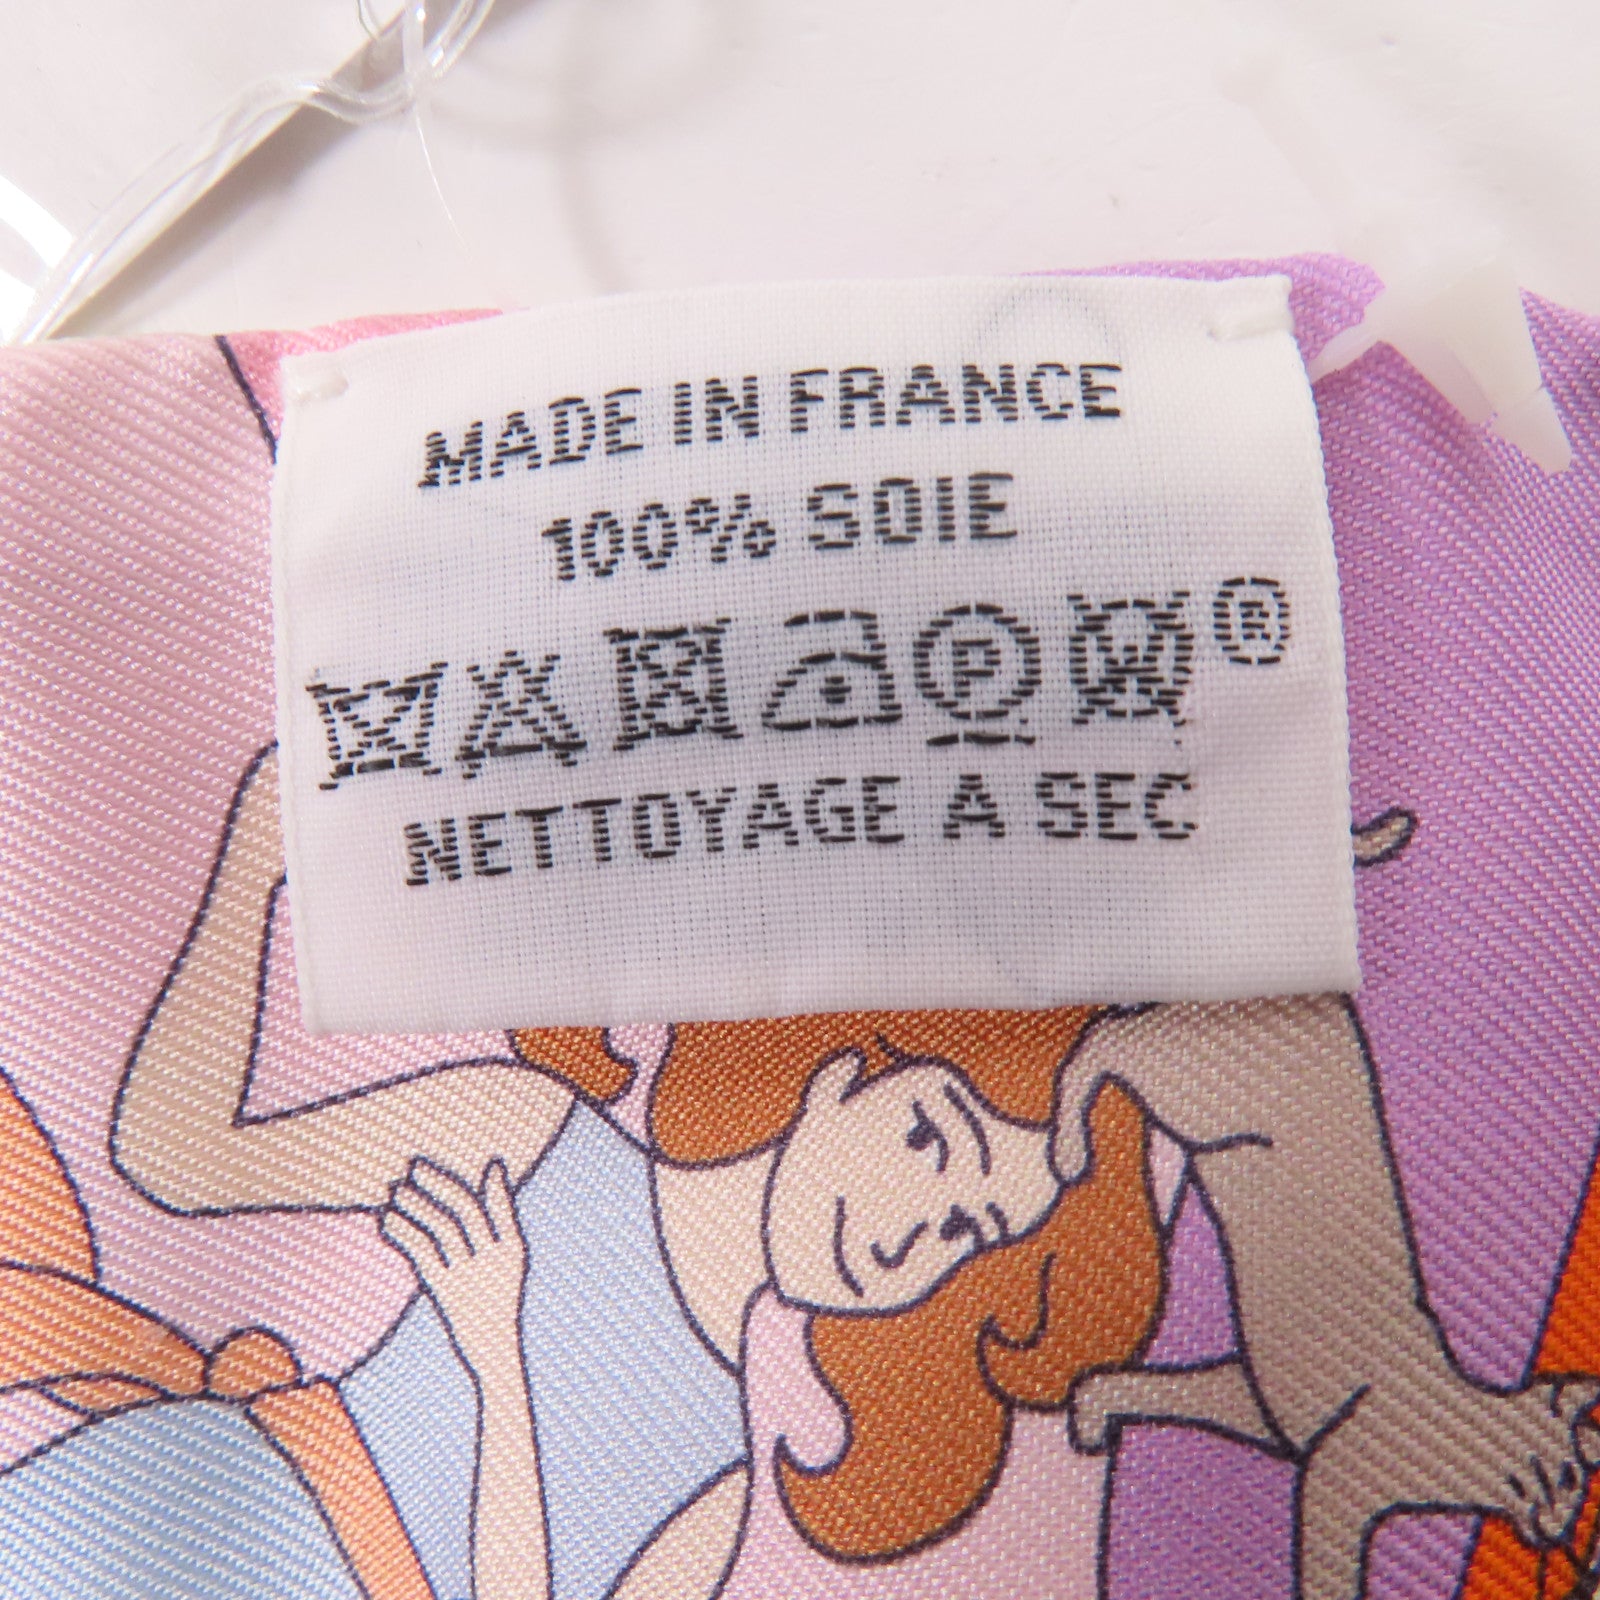 MADE IN FRANCE
100% SOIE
P W ®
NETTOYAGE A SEC